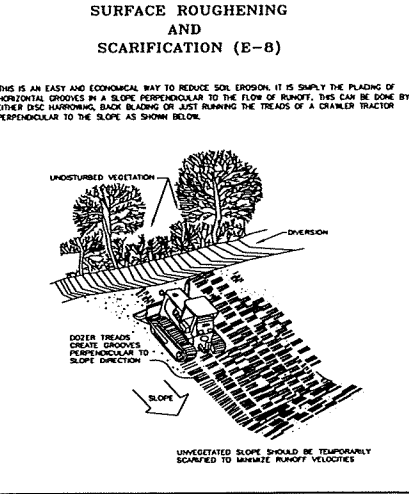 SURFACE ROUGHENING
AND
SCARIFICATION (E-8)
THIS IS AN EASY AND ECONOMICAL WAY TO REDUCE SOIL EROSION. IT IS SIMPLY THE PLACING OF
HORIZONTAL GROOVES IN A SLOPE PERPENDICULAR TO THE FLOW OF RUNOFF. THIS CAN BE DONE BY
EITHER DISC HARROWING, BACK BLADING OR JUST RUNNING THE TREADS OF A CRAWLER TRACTOR
PERPENDICULAR TO THE SLOPE AS SHOWN BELOW.
UNDISTURBED VEGETATION
DIVERSION
DOZER TREADS
CREATE GROOVES
PERPENDICULAR TO
SLOPE DIRECTION
SLOPE
UNVEGETATED SLOPE SHOULD BE TEMPORARILY
SCARIFIED TO MINIMIZE RUNOFF VELOCITIES